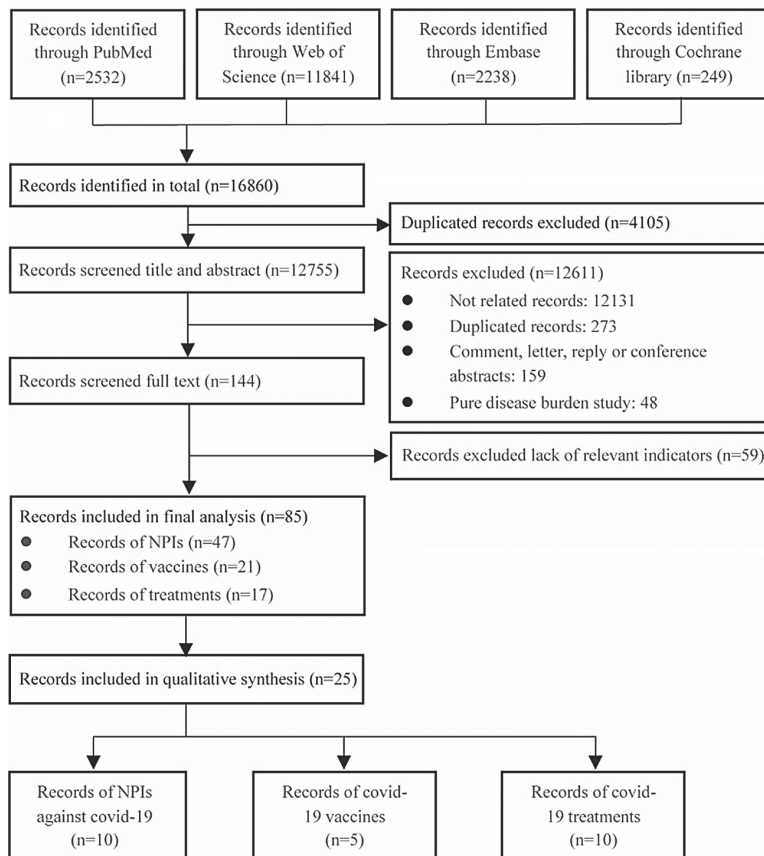 Records identified
through PubMed
(n=2532)
Records identified
through Web of
Science (n=11841)
Records identified
through Embase
(n=2238)
Records identified
through Cochrane
library (n=249)
Records identified in total (n=16860)
Duplicated records excluded (n=4105)
Records screened title and abstract (n=12755)
Records excluded (n=12611)
● Not related records: 12131
● Duplicated records: 273
● Comment, letter, reply or conference
abstracts: 159
● Pure disease burden study: 48
Records screened full text (n=144)
Records excluded lack of relevant indicators (n=59)
Records included in final analysis (n=85)
● Records of NPIs (n=47)
● Records of vaccines (n=21)
● Records of treatments (n=17)
Records included in qualitative synthesis (n=25)
Records of NPIs
against covid-19
(n=10)
Records of covid-
19 vaccines
(n=5)
Records of covid-
19 treatments
(n=10)